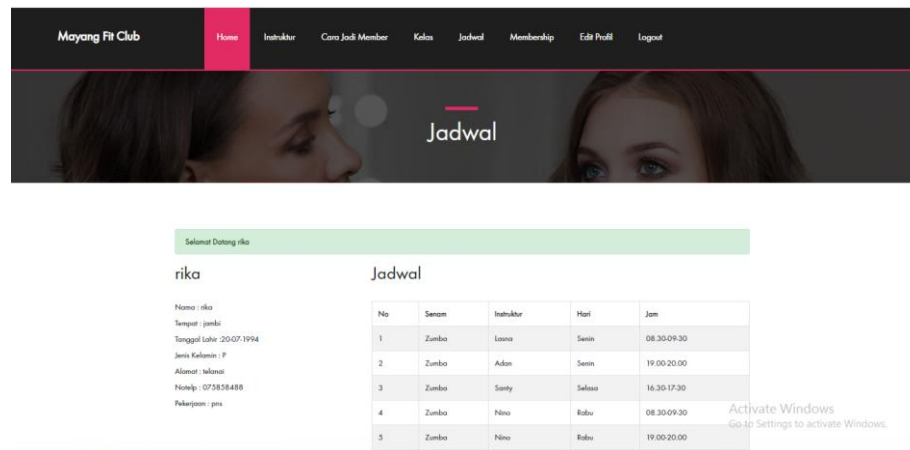 Mayang Fit Club Home Instruktur Cara Jadi Member Kelas Jadwal Membership Edit Profil Logout
Jadwal
Selamat Datang rika
rika
Nama : rika
Tempat : jambi
Tanggal Lahir :20-07-1994
Jenis Kelamin : P
Alamat : telanai
Notelp : 075858488
Pekerjaan : pns
Jadwal
No Senam Instruktur Hari Jam
1 Zumba Lasna Senin 08.30-09-30
2 Zumba Adan Senin 19.00-20.00
3 Zumba Santy Selasa 16.30-17-30
4 Zumba Nino Rabu 08.30-09-30
5 Zumba Nino Rabu 19.00-20.00
Activate Windows
Go to Settings to activate Windows.